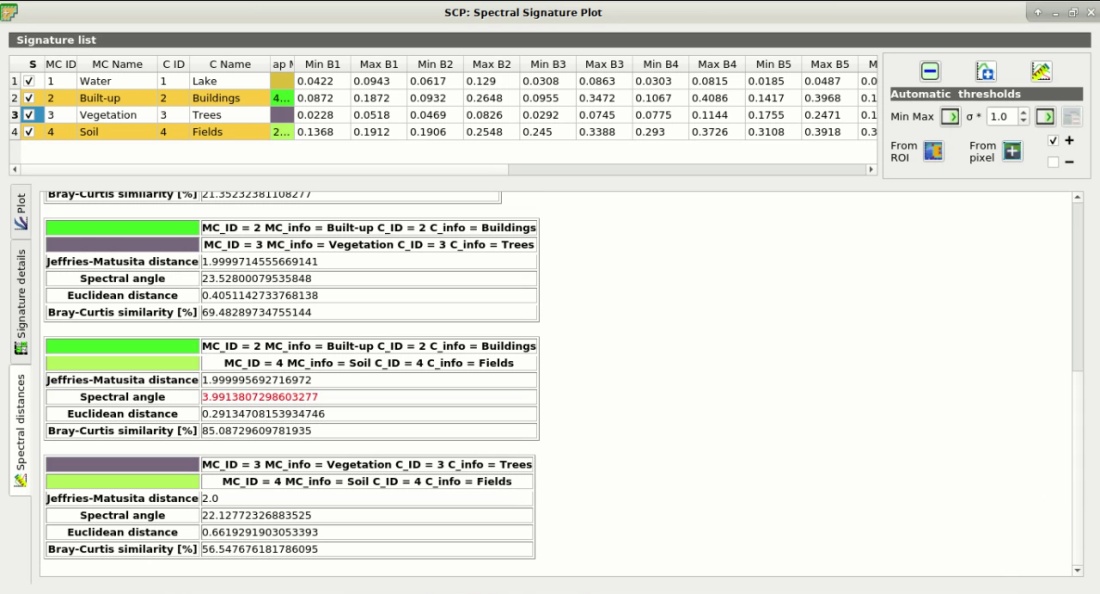 SCP: Spectral Signature Plot
Signature list
S MC ID MC Name C ID C Name Min B1 Max B1 Min B2 Max B2 Min B3 Max B3 Min B4 Max B4 Min B5 Max B5 M
1 1 Water 1 Lake 0.0422 0.0943 0.0617 0.129 0.0308 0.0863 0.0303 0.0815 0.0185 0.0487 0.0
2 2 Built-up 2 Buildings 4... 0.0872 0.1872 0.0932 0.2648 0.0955 0.3472 0.1067 0.4086 0.1417 0.3968 0.1
3 3 Vegetation 3 Trees 0.0228 0.0518 0.0469 0.0826 0.0292 0.0745 0.0775 0.1144 0.1755 0.2471 0.1
4 4 Soil 4 Fields 2... 0.1368 0.1912 0.1906 0.2548 0.245 0.3388 0.293 0.3726 0.3108 0.3918 0.3
Automatic thresholds
Min Max σ * 1.0
From ROI
From pixel
+
−
Plot
Signature details
Spectral distances
Bray-Curtis similarity [%] 21.35232381108277
MC_ID = 2 MC_info = Built-up C_ID = 2 C_info = Buildings
MC_ID = 3 MC_info = Vegetation C_ID = 3 C_info = Trees
Jeffries-Matusita distance 1.9999714555669141
Spectral angle 23.52800079535848
Euclidean distance 0.4051142733768138
Bray-Curtis similarity [%] 69.48289734755144
MC_ID = 2 MC_info = Built-up C_ID = 2 C_info = Buildings
MC_ID = 4 MC_info = Soil C_ID = 4 C_info = Fields
Jeffries-Matusita distance 1.999995692716972
Spectral angle 3.9913807298603277
Euclidean distance 0.29134708153934746
Bray-Curtis similarity [%] 85.08729609781935
MC_ID = 3 MC_info = Vegetation C_ID = 3 C_info = Trees
MC_ID = 4 MC_info = Soil C_ID = 4 C_info = Fields
Jeffries-Matusita distance 2.0
Spectral angle 22.12772326883525
Euclidean distance 0.6619291903053393
Bray-Curtis similarity [%] 56.547676181786095